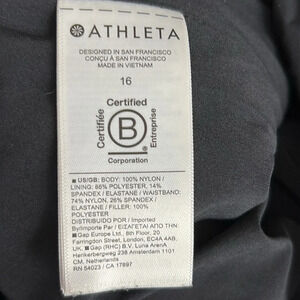 ATHLETA
DESIGNED IN SAN FRANCISCO
CONÇU À SAN FRANCISCO
MADE IN VIETNAM
16
Certified
Certifiée
B
Entreprise
Corporation
US/GB; BODY: 100% NYLON /
LINING: 86% POLYESTER, 14%
SPANDEX / ELASTANE / WAISTBAND:
74% NYLON, 26% SPANDEX /
ELASTANE / FILLER: 100%
POLYESTER
DISTRIBUIDO POR / Imported
By/Importé Par / ΕΙΣΑΓΕΤΑΙ ΑΠΟ ΤΗΝ:
Gap Europe Ltd., 8th Floor, 20
Farringdon Street, London, EC4A 4AB,
UK. Gap (RHC) B.V. Luna ArenA
Herikerbergweg 238 Amsterdam 1101
CM, Netherlands
RN 54023 / CA 17897